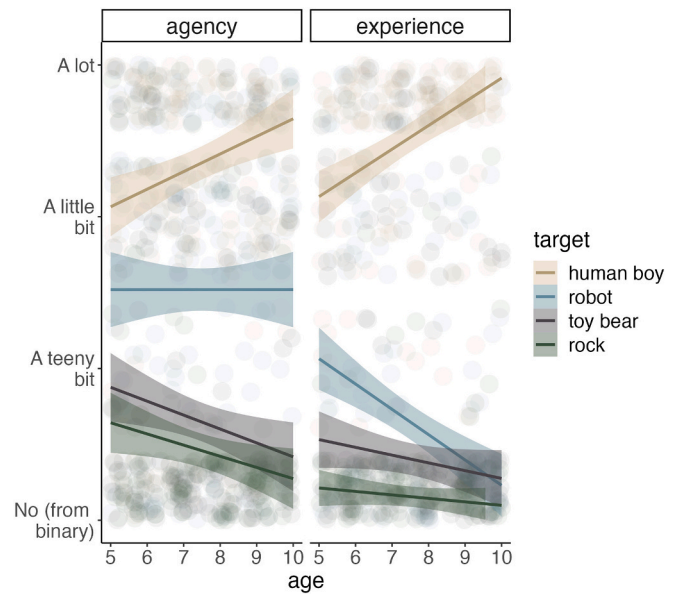 agency
experience
A lot
A little
bit
A teeny
bit
No (from
binary)
5 6 7 8 9 10
5 6 7 8 9 10
age
target
human boy
robot
toy bear
rock